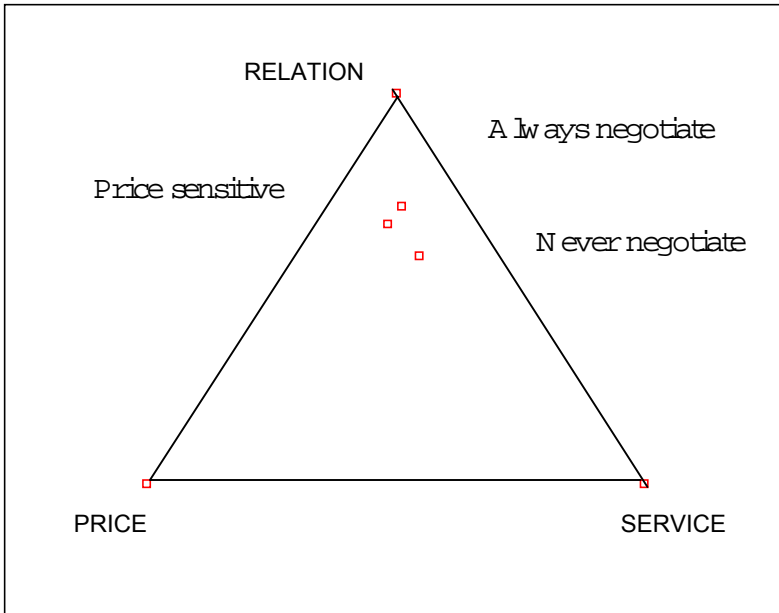 RELATION
Always negotiate
Price sensitive
Never negotiate
PRICE
SERVICE